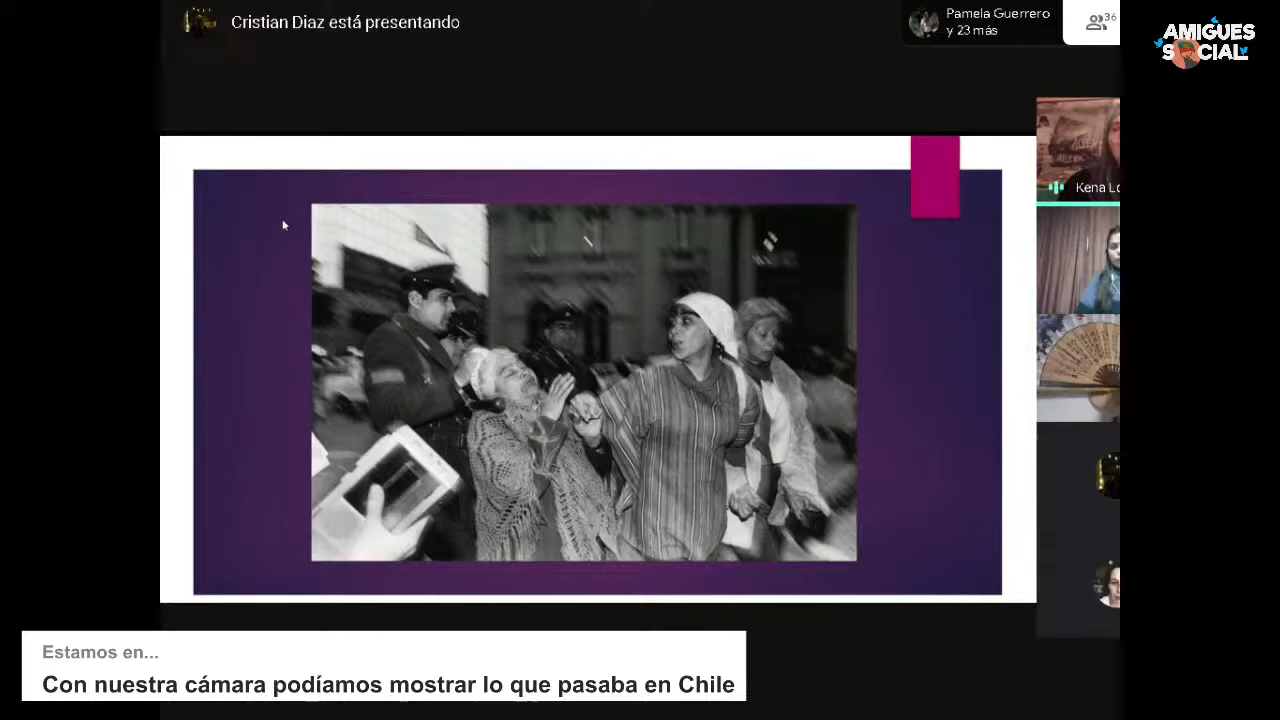 Cristian Diaz está presentando
Pamela Guerrero
y 23 más
36
AMIGUES
SOCIAL
Kena Lo
Estamos en...
Con nuestra cámara podíamos mostrar lo que pasaba en Chile